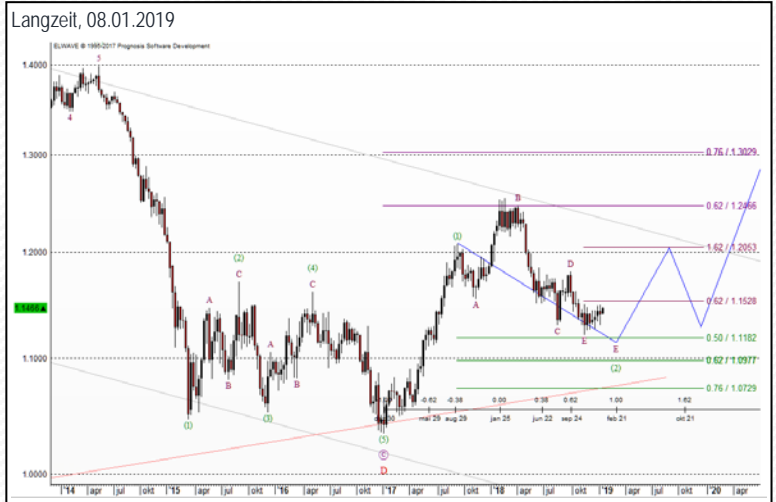 Langzeit, 08.01.2019
ELWAVE © 1995-2017 Prognosis Software Development
1.4000
5
4
1.3000
0.76 / 1.3029
0.62 / 1.2466
B
(1)
1.62 / 1.2053
1.2000
(2)
C
(4)
C
D
A
A
0.62 / 1.1528
C
E
0.50 / 1.1182
E
A
B
B
(2)
0.62 / 1.0977
1.1000
0.76 / 1.0729
-0.62 -0.38 0.00 0.38 0.62 1.00 1.62
aug 29 jan 25 jun 22 sep 24 feb 21 okt 21
(1)
(3)
(5)
C
D
1.0000
'14 apr jul okt '15 apr jul okt '16 apr jul okt '17 apr jul okt '18 apr jul okt '19 apr jul okt '20 apr